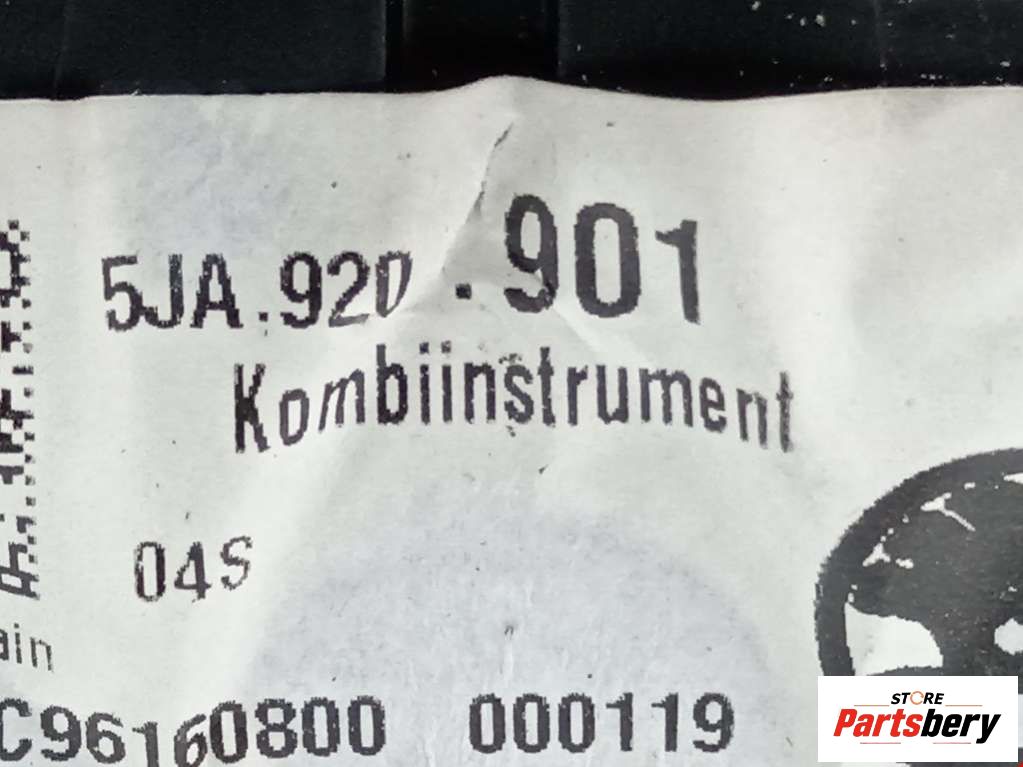 5JA.920.901
Kombiinstrument
04S
ain
C96160800 000119
STORE
Partsbery